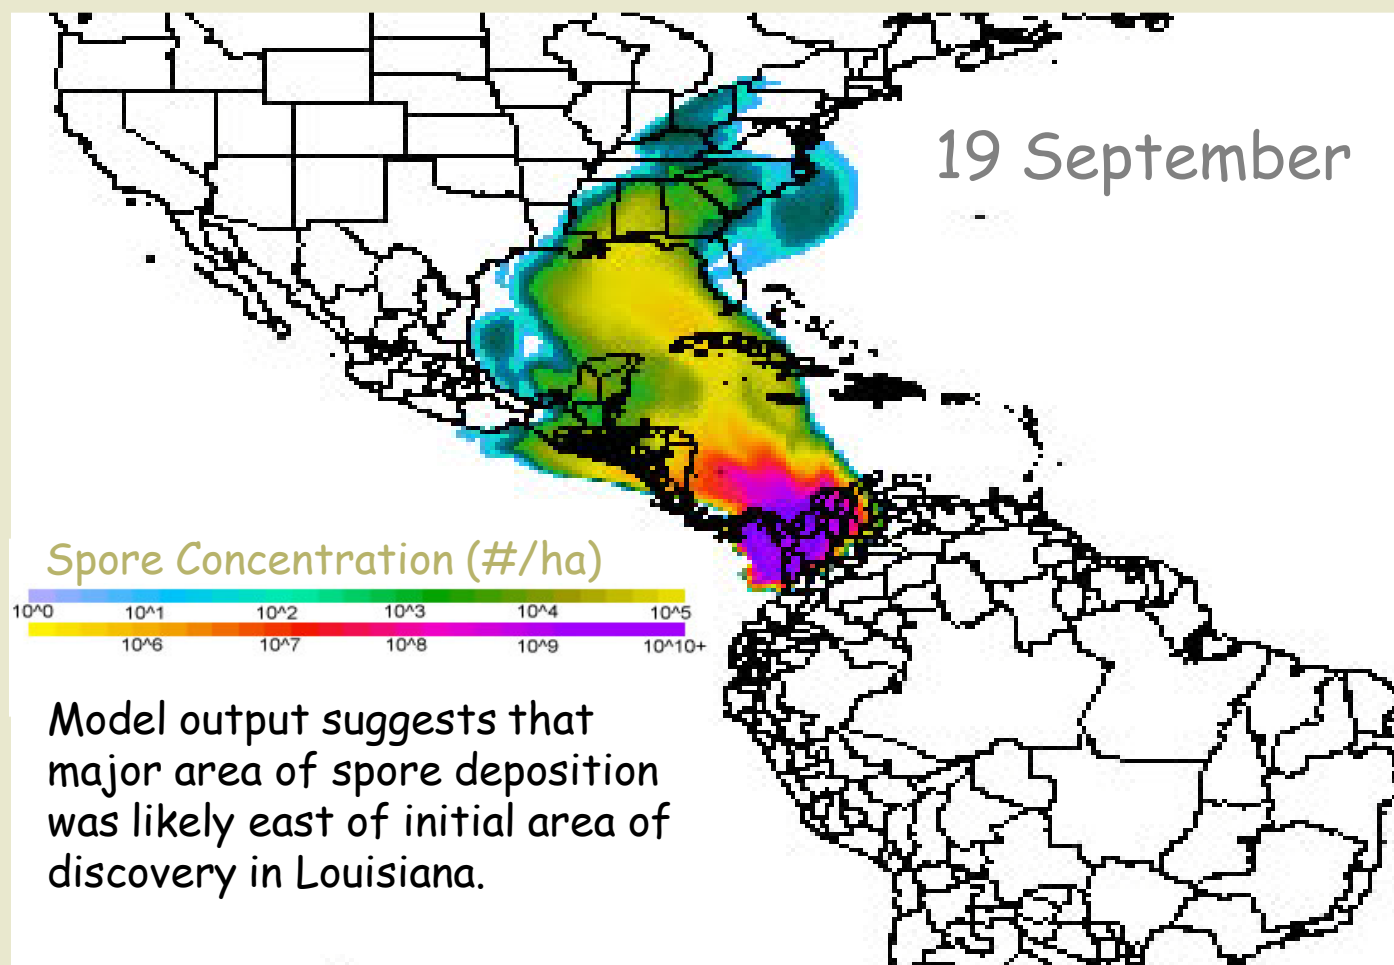 19 September
Spore Concentration (#/ha)
10^0 10^1 10^2 10^3 10^4 10^5
10^6 10^7 10^8 10^9 10^10+
Model output suggests that
major area of spore deposition
was likely east of initial area of
discovery in Louisiana.